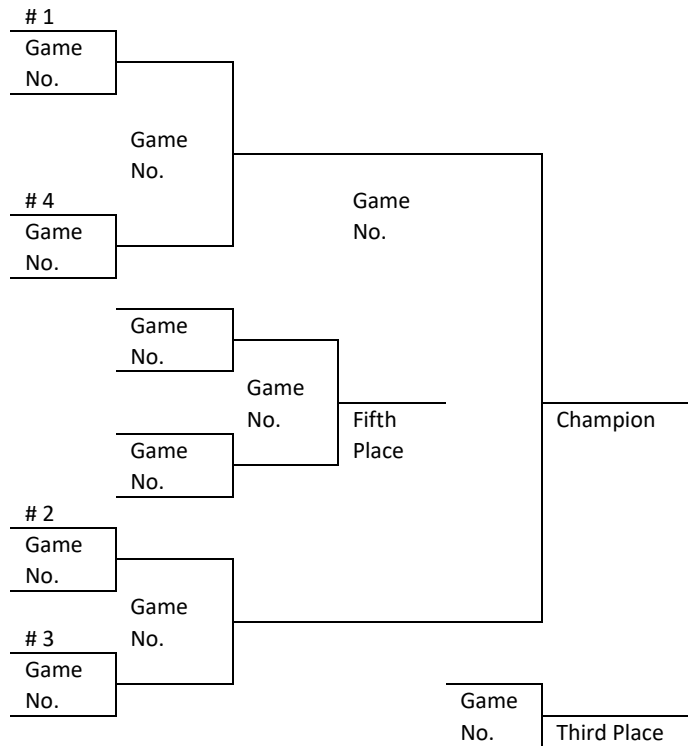 # 1
Game
No.
Game
No.
# 4
Game
No.
Game
No.
Game
No.
Game
No.
Fifth
Place
Champion
Game
No.
# 2
Game
No.
Game
No.
# 3
Game
No.
Game
No.
Third Place